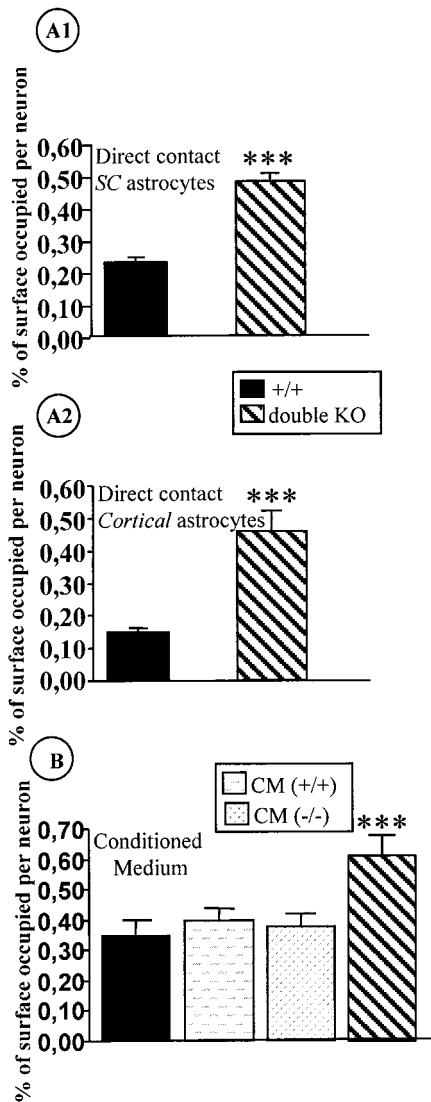 A1
% of surface occupied per neuron
0,60
0,50
0,40
0,30
0,20
0,10
0,00
Direct contact
SC astrocytes
***
+/+
double KO
A2
% of surface occupied per neuron
0,60
0,50
0,40
0,30
0,20
0,10
0,00
Direct contact
Cortical astrocytes
***
B
% of surface occupied per neuron
CM (+/+)
CM (-/-)
0,70
0,60
0,50
0,40
0,30
0,20
0,10
0,00
Conditioned
Medium
***